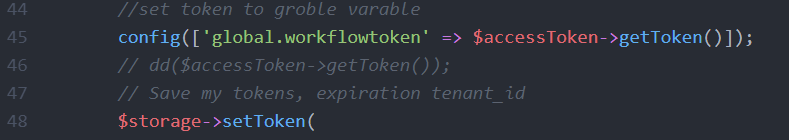 44 //set token to groble varable
45 config(['global.workflowtoken' => $accessToken->getToken()]);
46 // dd($accessToken->getToken());
47 // Save my tokens, expiration tenant_id
48 $storage->setToken(